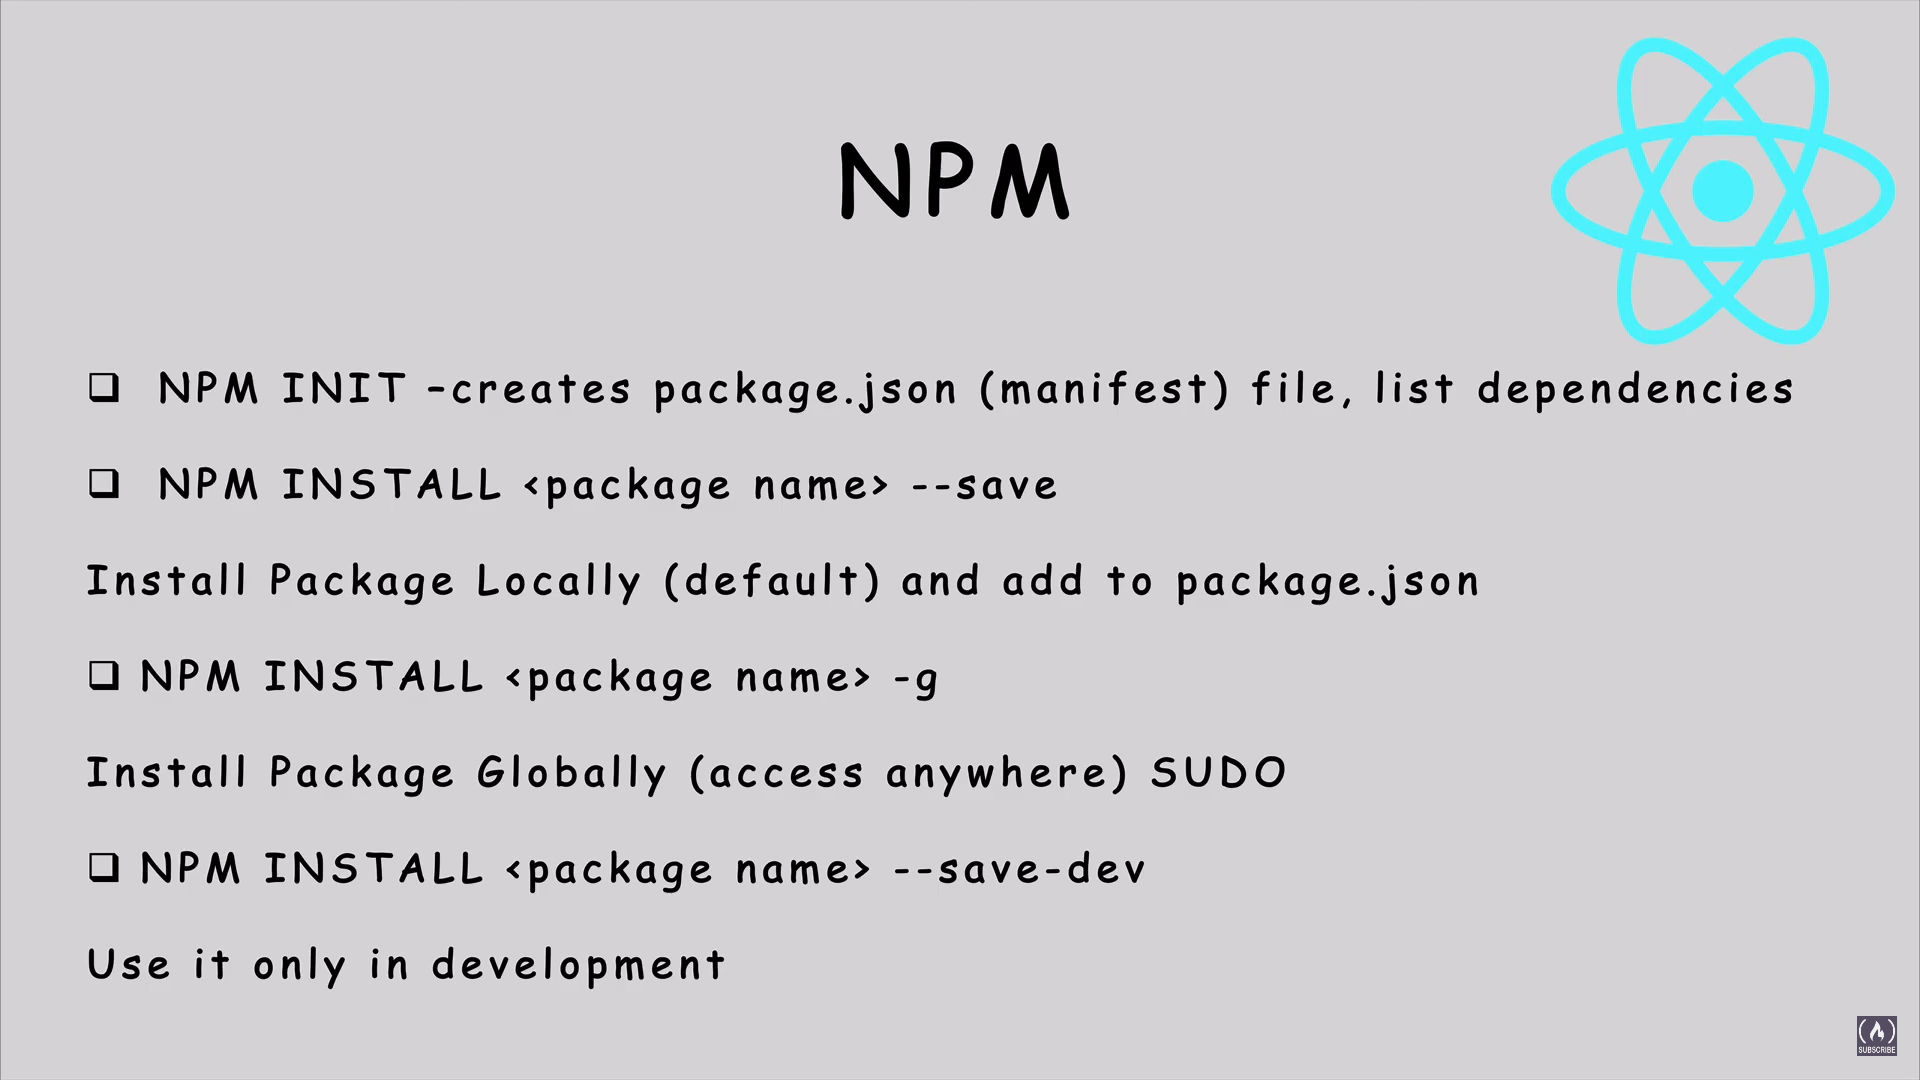 NPM
❑ NPM INIT –creates package.json (manifest) file, list dependencies
❑ NPM INSTALL <package name> --save
Install Package Locally (default) and add to package.json
❑ NPM INSTALL <package name> -g
Install Package Globally (access anywhere) SUDO
❑ NPM INSTALL <package name> --save-dev
Use it only in development
SUBSCRIBE